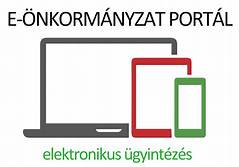 E-ÖNKORMÁNYZAT PORTÁL
elektronikus ügyintézés